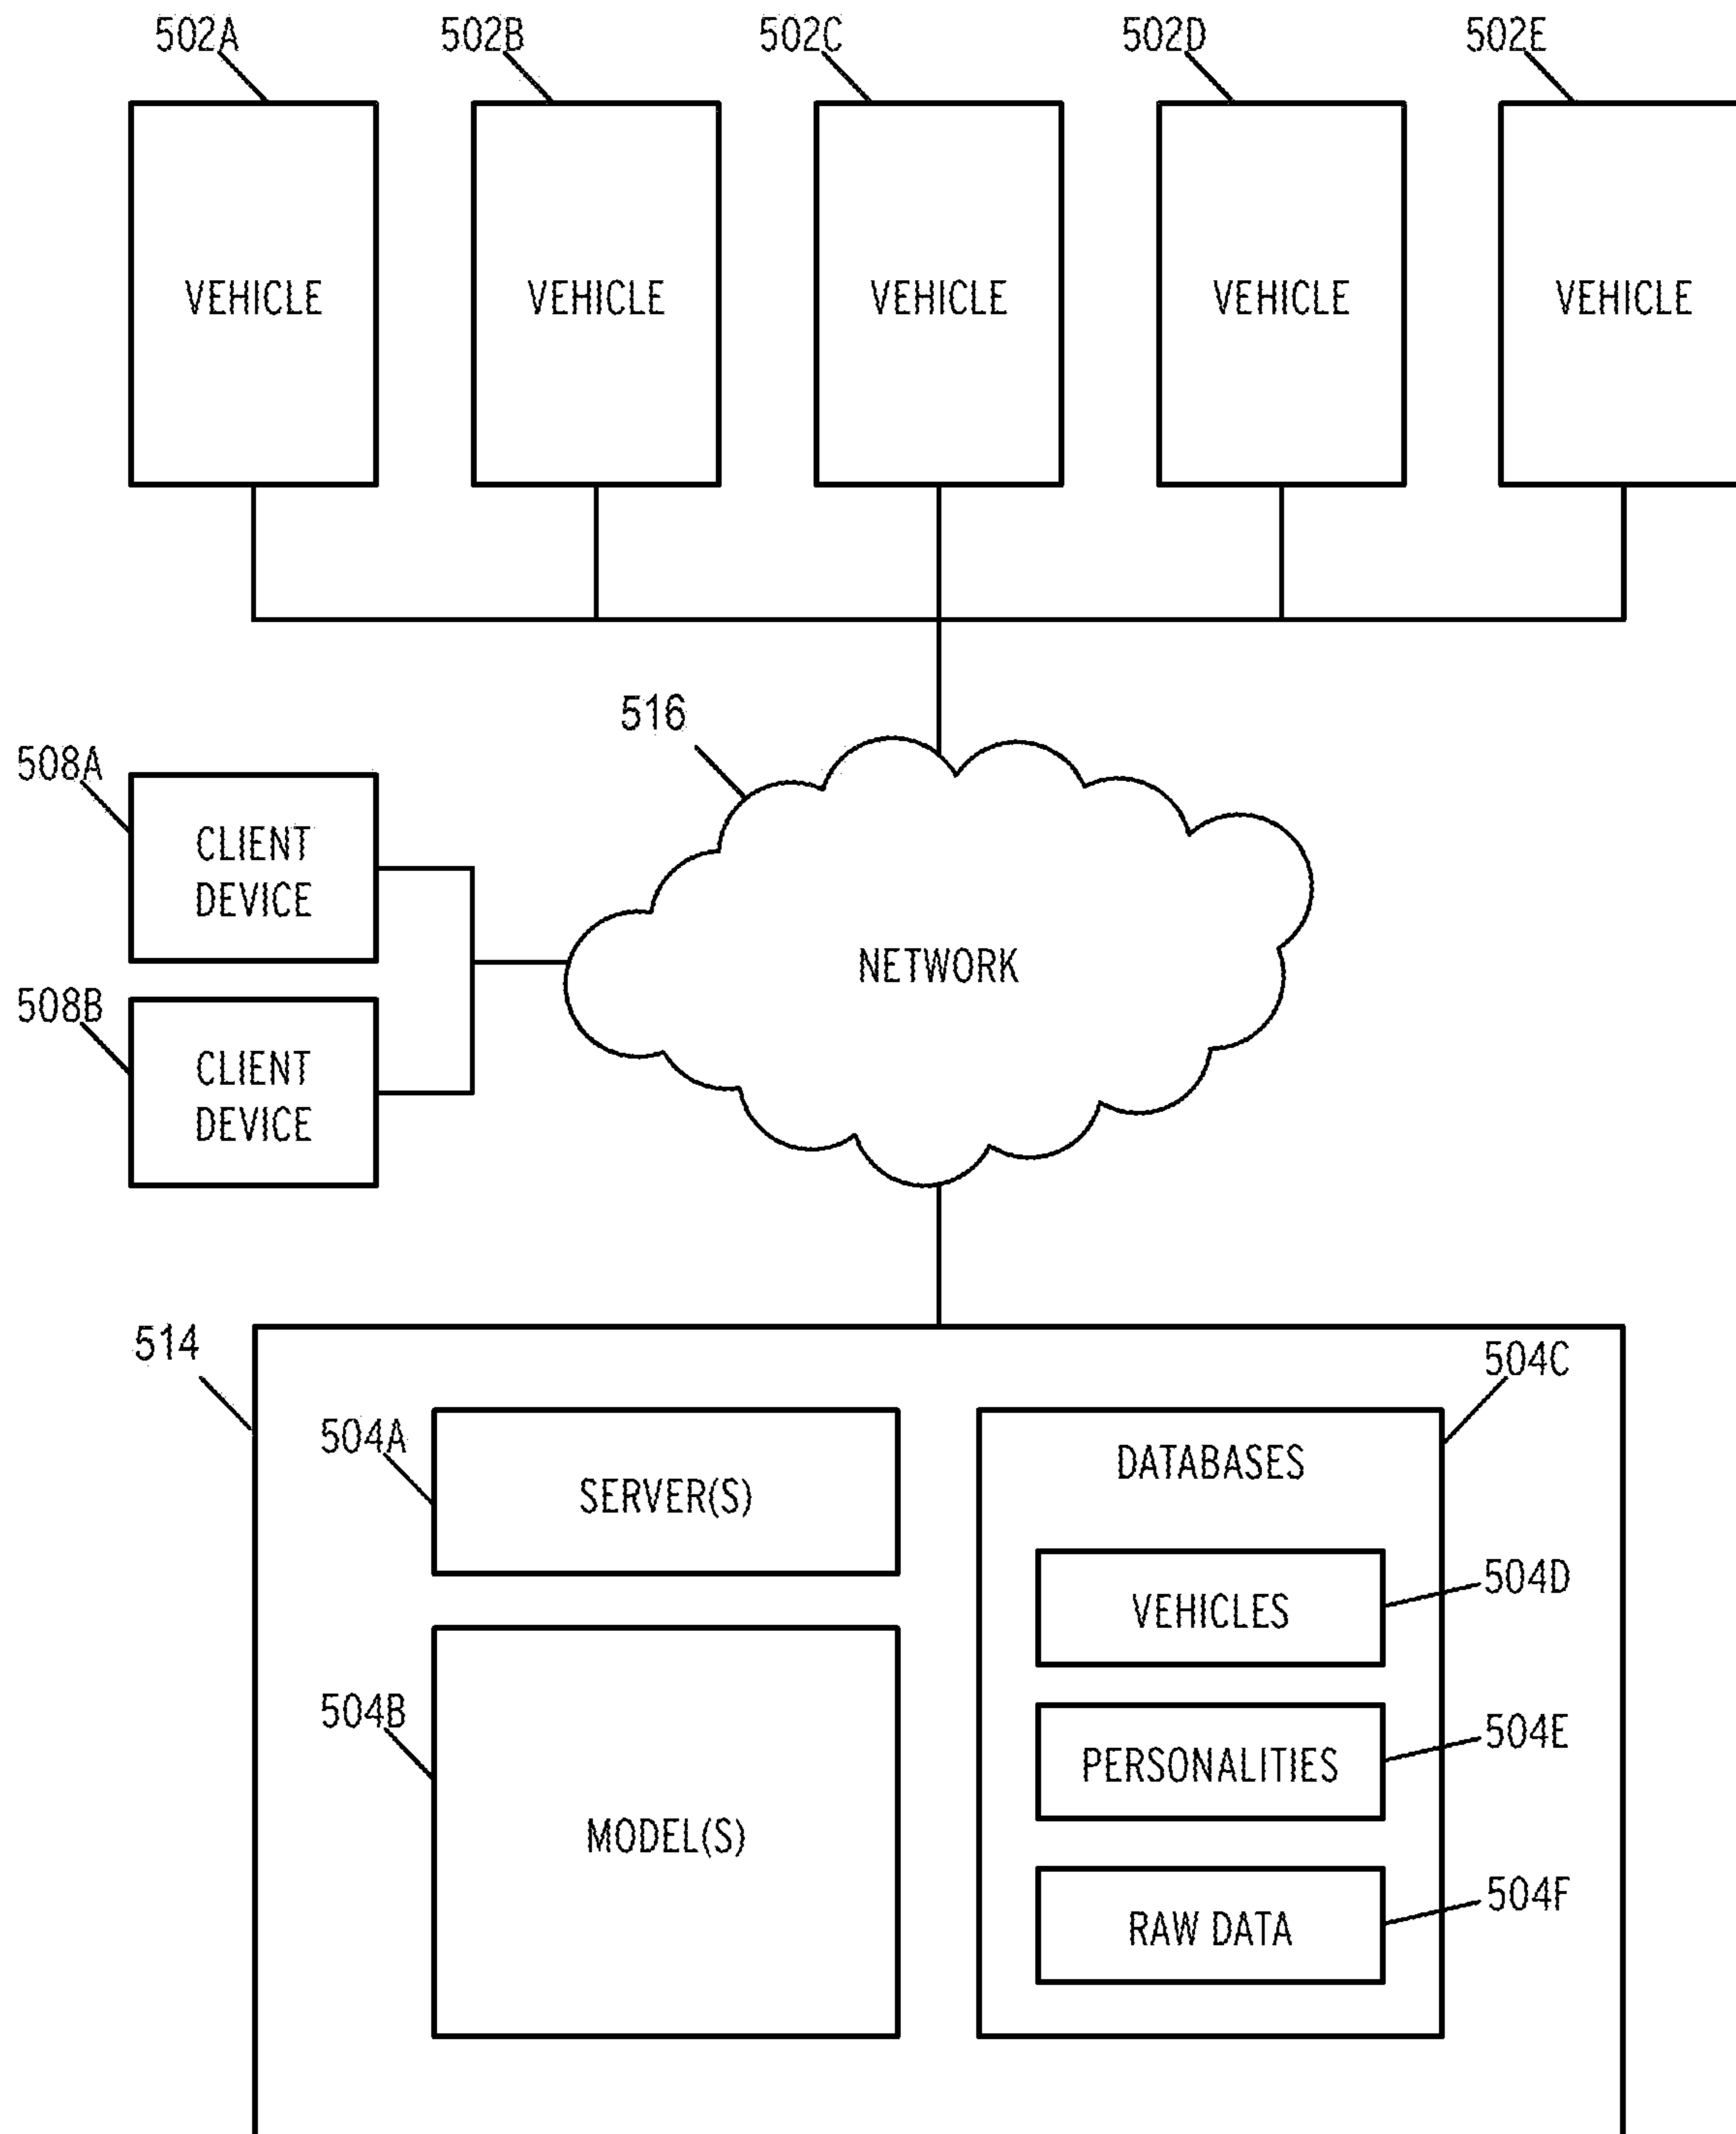 502A 502B 502C 502D 502E
VEHICLE VEHICLE VEHICLE VEHICLE VEHICLE
516
508A
CLIENT
DEVICE
NETWORK
508B
CLIENT
DEVICE
514
504C
504A
SERVER(S)
DATABASES
VEHICLES
504D
504B
PERSONALITIES
504E
MODEL(S)
RAW DATA
504F